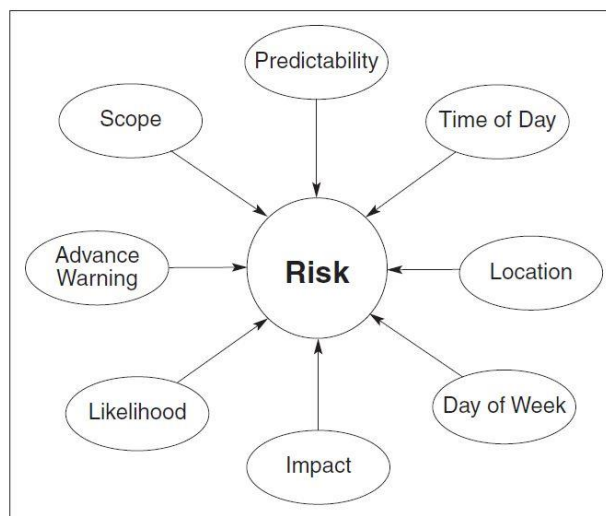 Predictability
Scope
Time of Day
Advance
Warning
Risk
Location
Likelihood
Day of Week
Impact